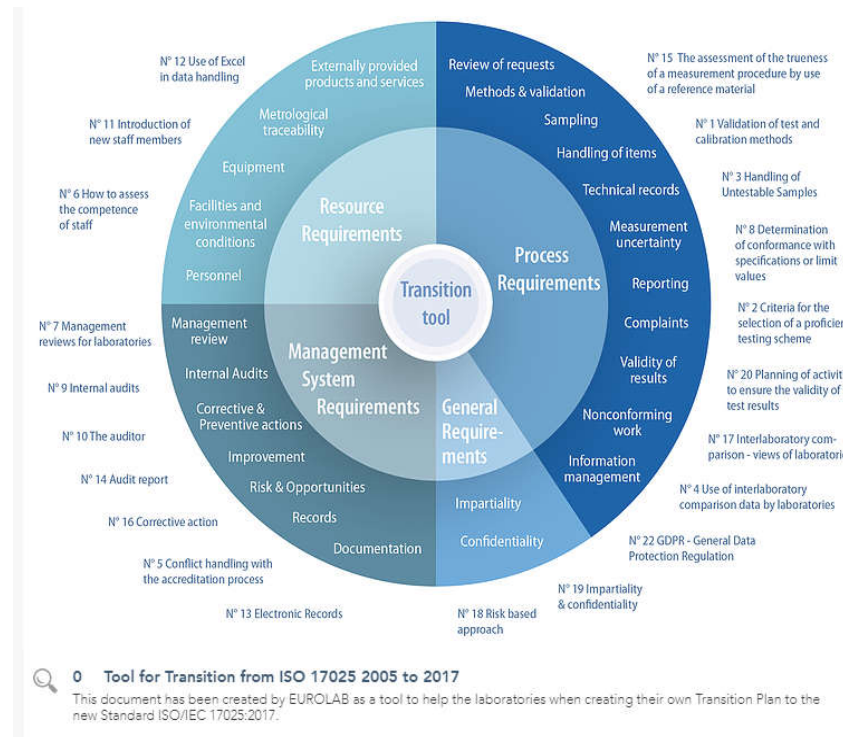 N° 12 Use of Excel
in data handling
N° 11 Introduction of
new staff members
N° 6 How to assess
the competence
of staff
N° 7 Management
reviews for laboratories
N° 9 Internal audits
N° 10 The auditor
N° 14 Audit report
N° 16 Corrective action
N° 5 Conflict handling with
the accreditation process
N° 13 Electronic Records
Externally provided
products and services
Metrological
traceability
Equipment
Facilities and
environmental
conditions
Personnel
Resource
Requirements
Management
review
Internal Audits
Corrective &
Preventive actions
Improvement
Risk & Opportunities
Records
Documentation
Management
System
Requirements
Transition
tool
Process
Requirements
General
Require-
ments
Review of requests
Methods & validation
Sampling
Handling of items
Technical records
Measurement
uncertainty
Reporting
Complaints
Validity of
results
Nonconforming
work
Information
management
Impartiality
Confidentiality
N° 15 The assessment of the trueness
of a measurement procedure by use
of a reference material
N° 1 Validation of test and
calibration methods
N° 3 Handling of
Untestable Samples
N° 8 Determination
of conformance with
specifications or limit
values
N° 2 Criteria for the
selection of a proficien
testing scheme
N° 20 Planning of activit
to ensure the validity of
test results
N° 17 Interlaboratory com-
parison - views of laboratorie
N° 4 Use of interlaboratory
comparison data by laboratories
N° 22 GDPR - General Data
Protection Regulation
N° 19 Impartiality
& confidentiality
N° 18 Risk based
approach
0 Tool for Transition from ISO 17025 2005 to 2017
This document has been created by EUROLAB as a tool to help the laboratories when creating their own Transition Plan to the
new Standard ISO/IEC 17025:2017.